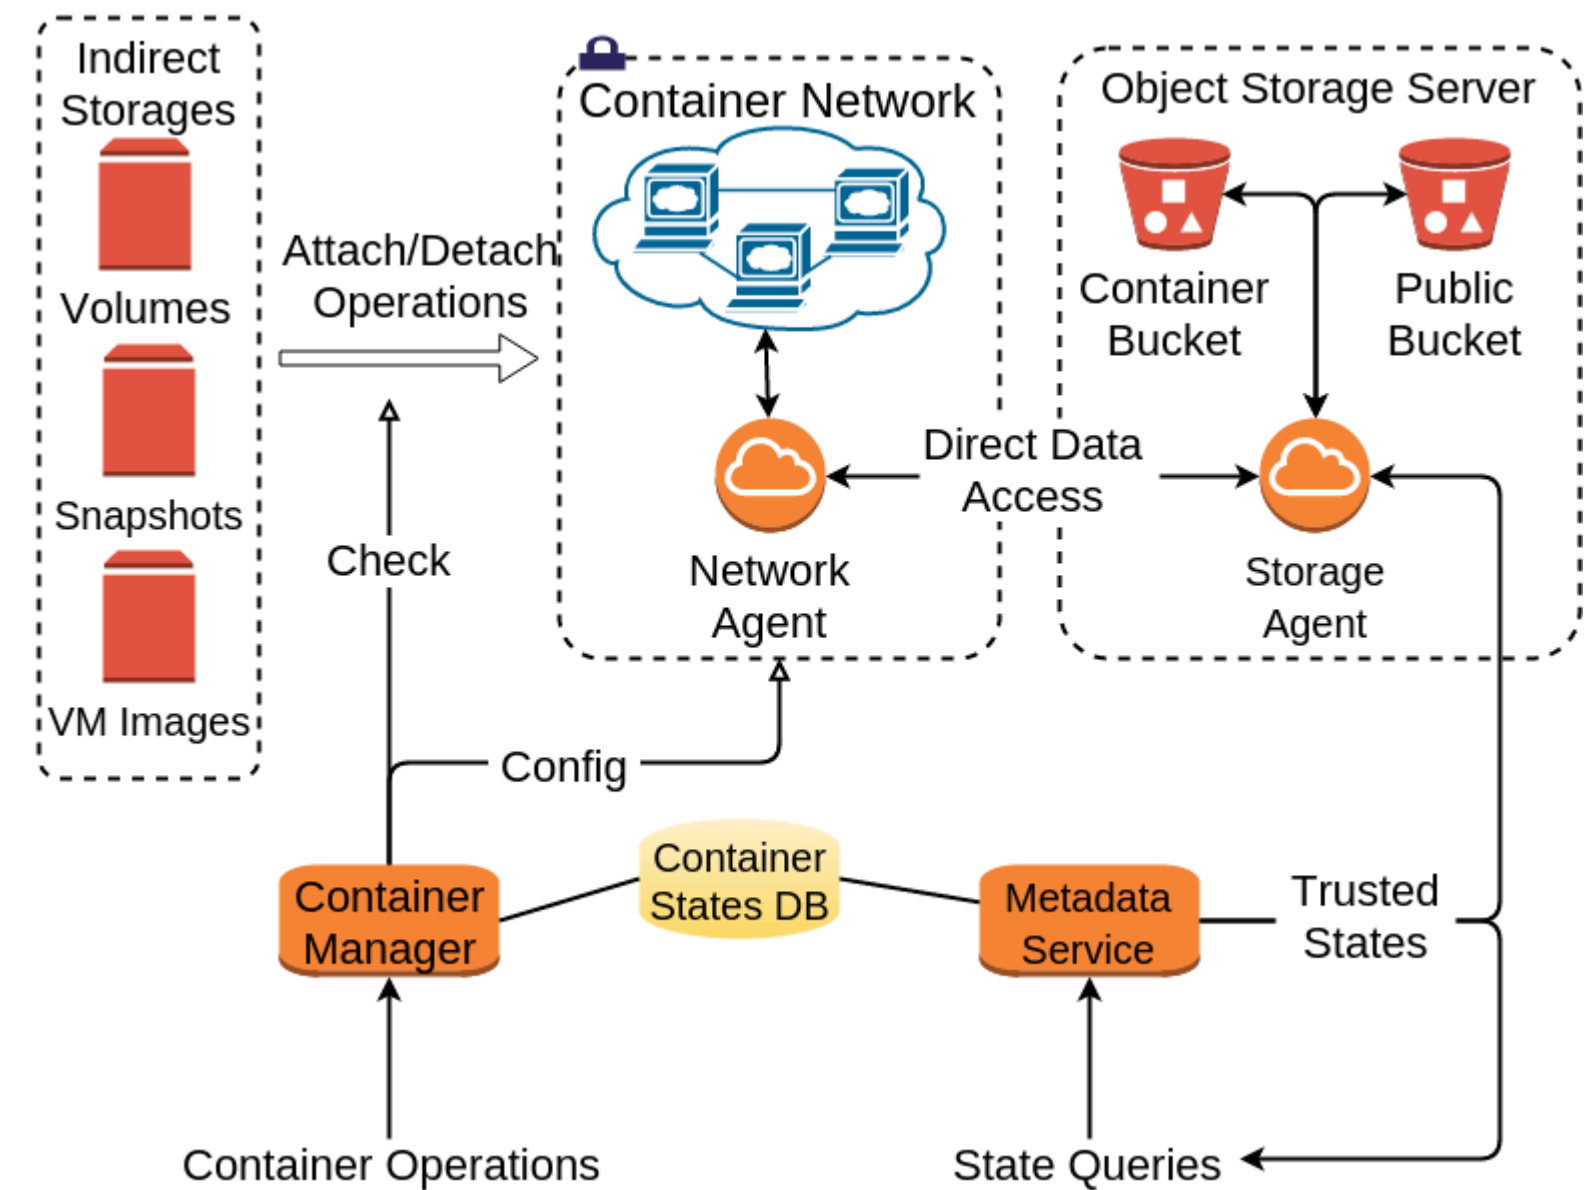 Indirect
Storages
Volumes
Snapshots
VM Images
Attach/Detach
Operations
Check
Config
Container Network
Network
Agent
Direct Data
Access
Object Storage Server
Container
Bucket
Public
Bucket
Storage
Agent
Container
Manager
Container
States DB
Metadata
Service
Trusted
States
Container Operations
State Queries